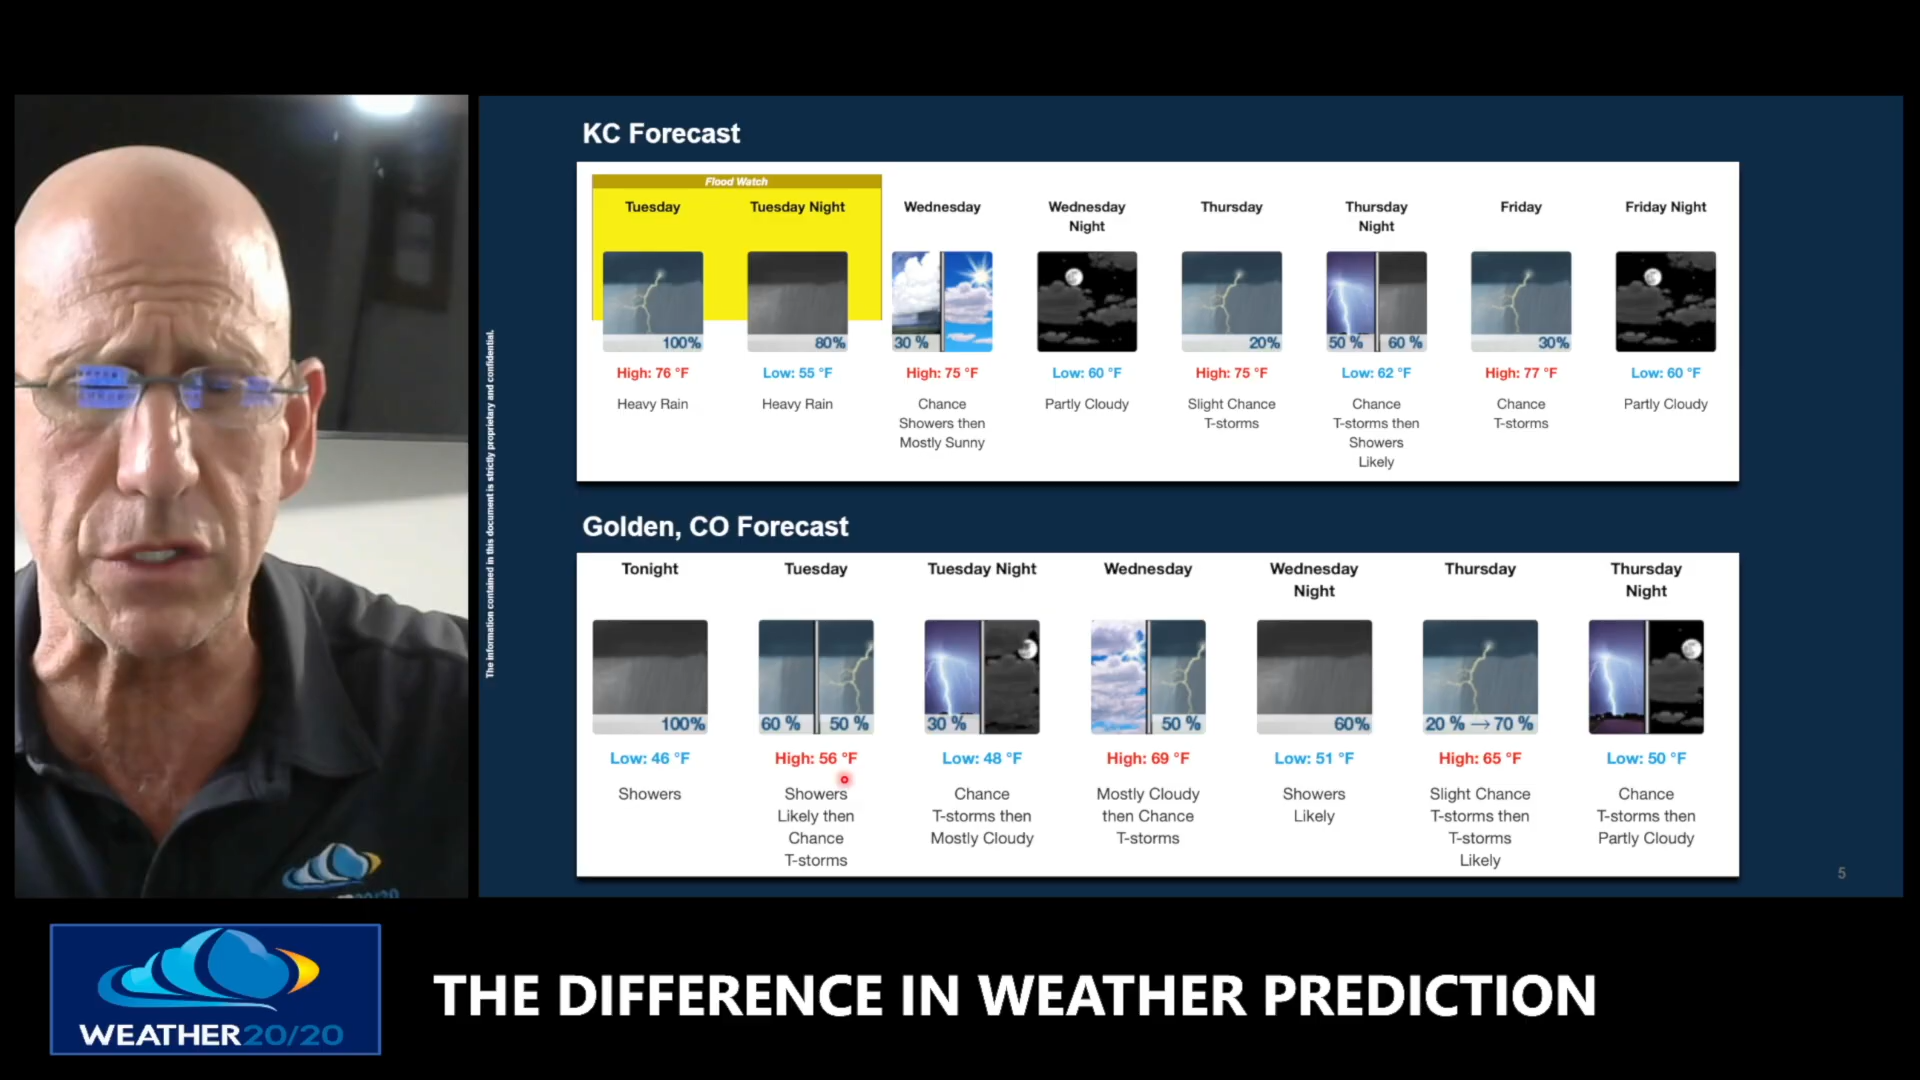 KC Forecast
Flood Watch
Tuesday
Tuesday Night
Wednesday
Wednesday
Night
Thursday
Thursday
Night
Friday
Friday Night
100%
80%
30 %
20%
50 %
60 %
30%
High: 76 °F
Low: 55 °F
High: 75 °F
Low: 60 °F
High: 75 °F
Low: 62 °F
High: 77 °F
Low: 60 °F
Heavy Rain
Heavy Rain
Chance
Showers then
Mostly Sunny
Partly Cloudy
Slight Chance
T-storms
Chance
T-storms then
Showers
Likely
Chance
T-storms
Partly Cloudy
The information contained in this document is strictly proprietary and confidential.
Golden, CO Forecast
Tonight
Tuesday
Tuesday Night
Wednesday
Wednesday
Night
Thursday
Thursday
Night
100%
60 %
50 %
30 %
50 %
60%
20 % → 70 %
Low: 46 °F
High: 56 °F
Low: 48 °F
High: 69 °F
Low: 51 °F
High: 65 °F
Low: 50 °F
Showers
Showers
Likely then
Chance
T-storms
Chance
T-storms then
Mostly Cloudy
Mostly Cloudy
then Chance
T-storms
Showers
Likely
Slight Chance
T-storms then
T-storms
Likely
Chance
T-storms then
Partly Cloudy
5
WEATHER20/20
THE DIFFERENCE IN WEATHER PREDICTION